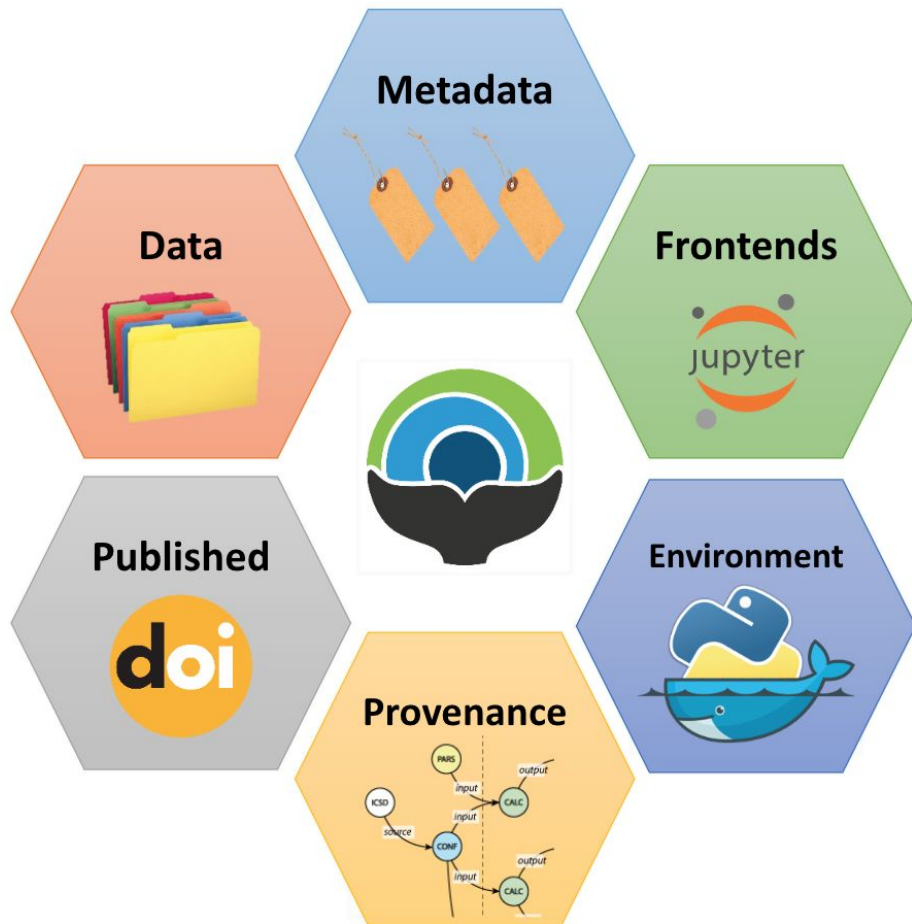 Metadata
Data
Frontends
jupyter
Published
doi
Environment
Provenance
PARS
output
input
ICSD
CALC
input
source
CONF
output
input
CALC